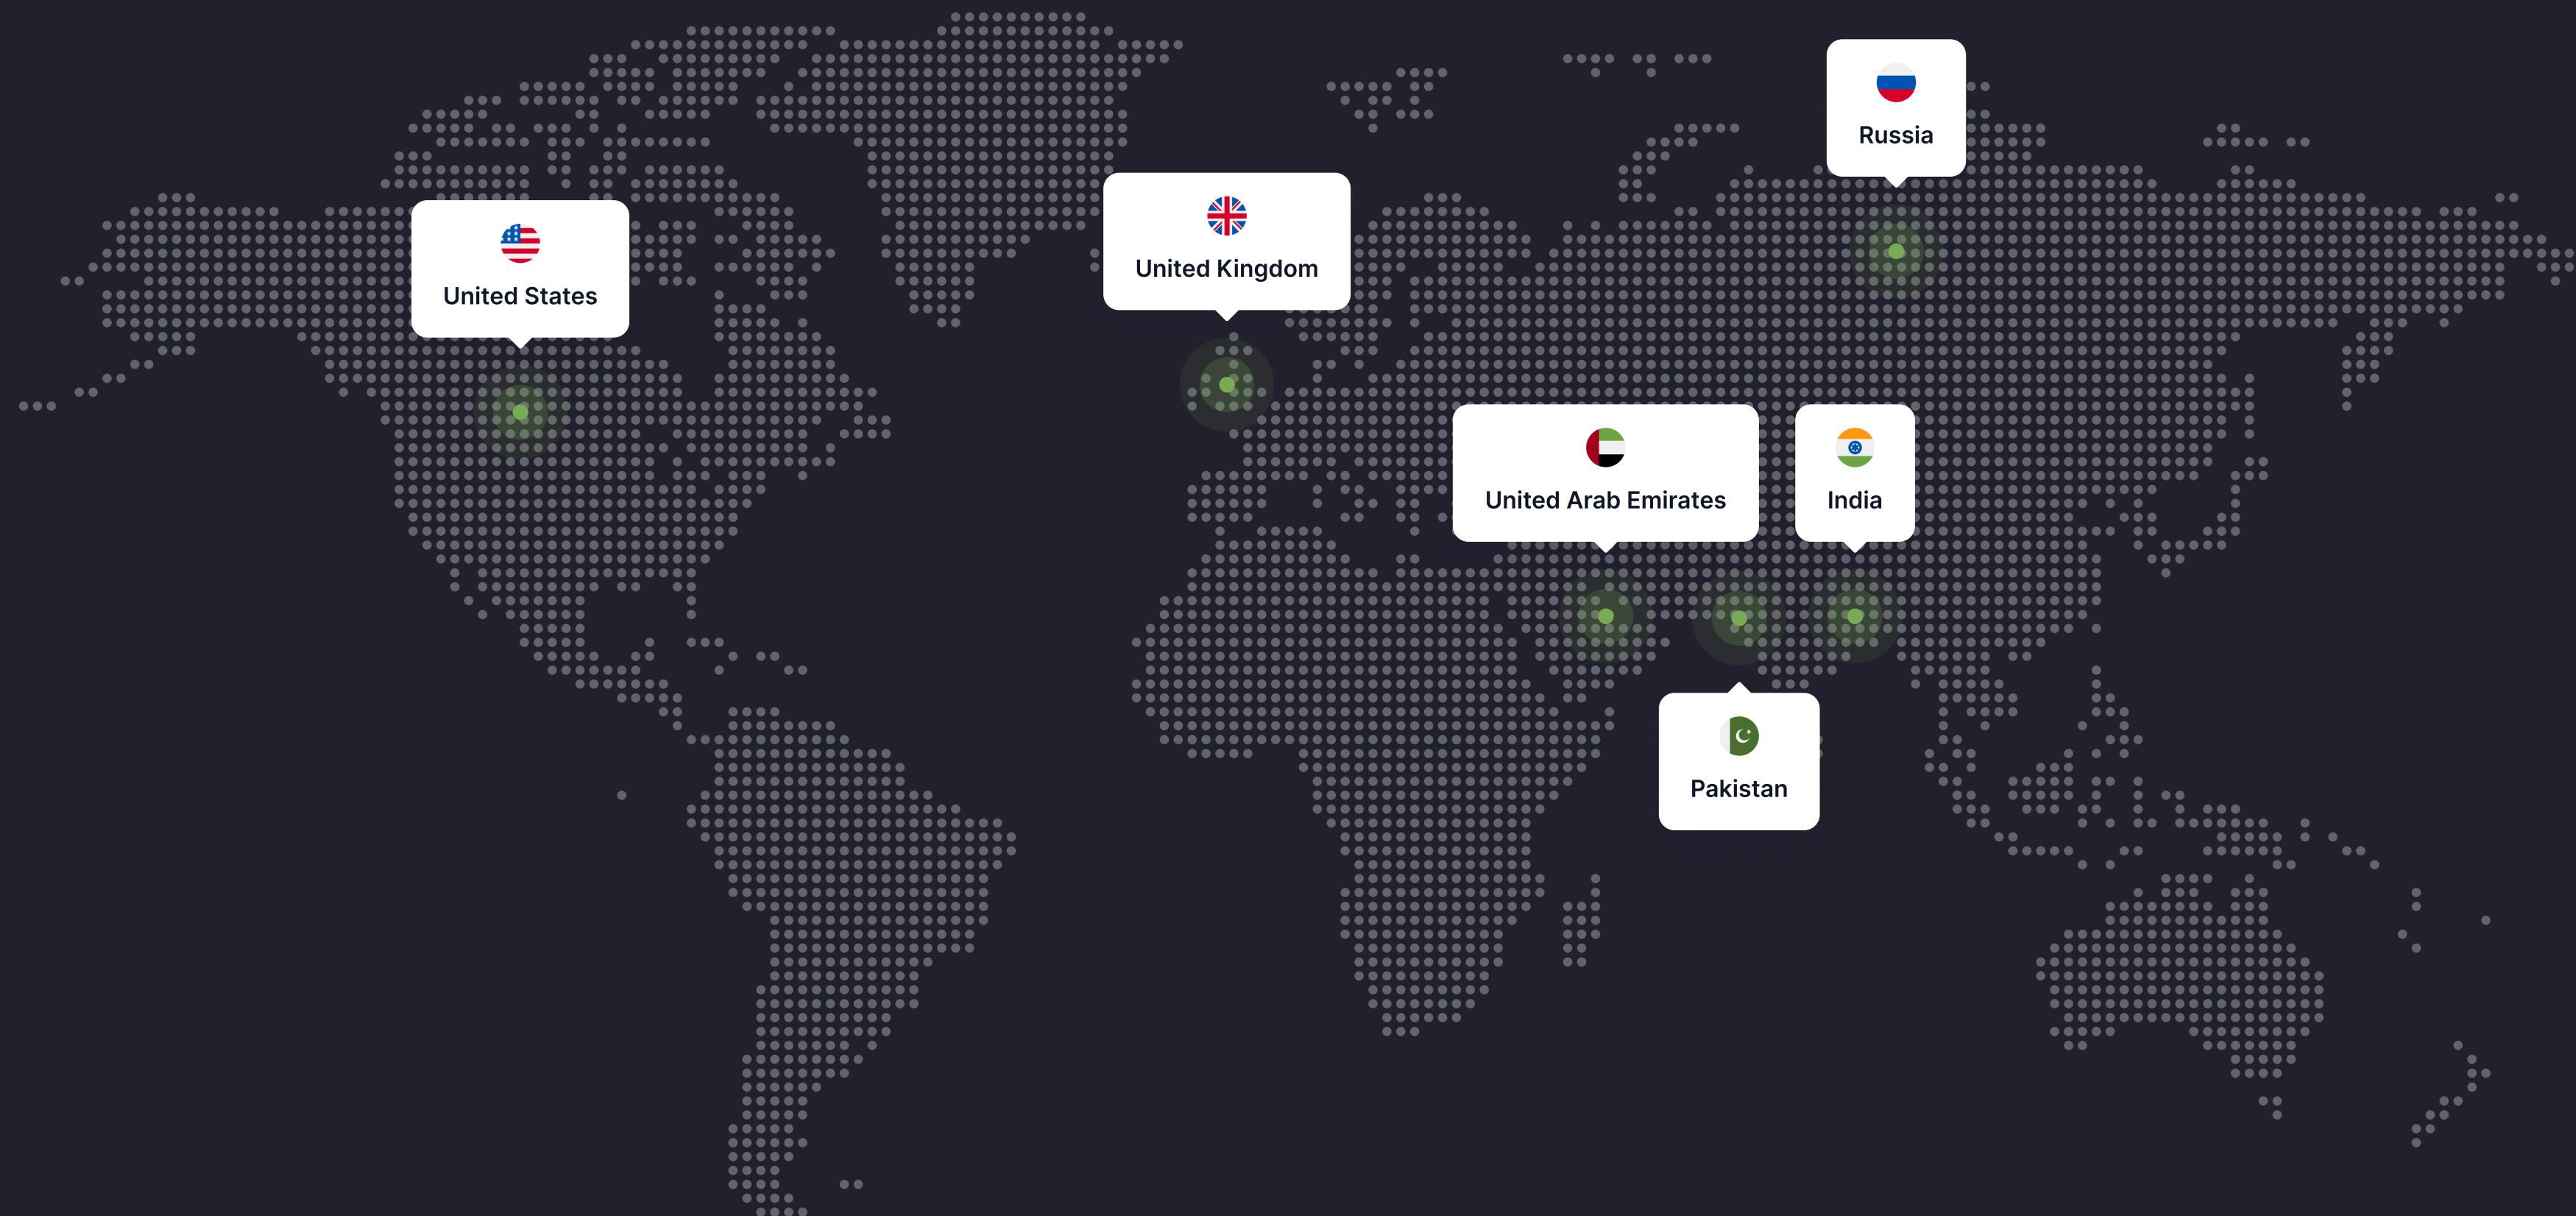 Russia
United Kingdom
United States
United Arab Emirates
India
Pakistan